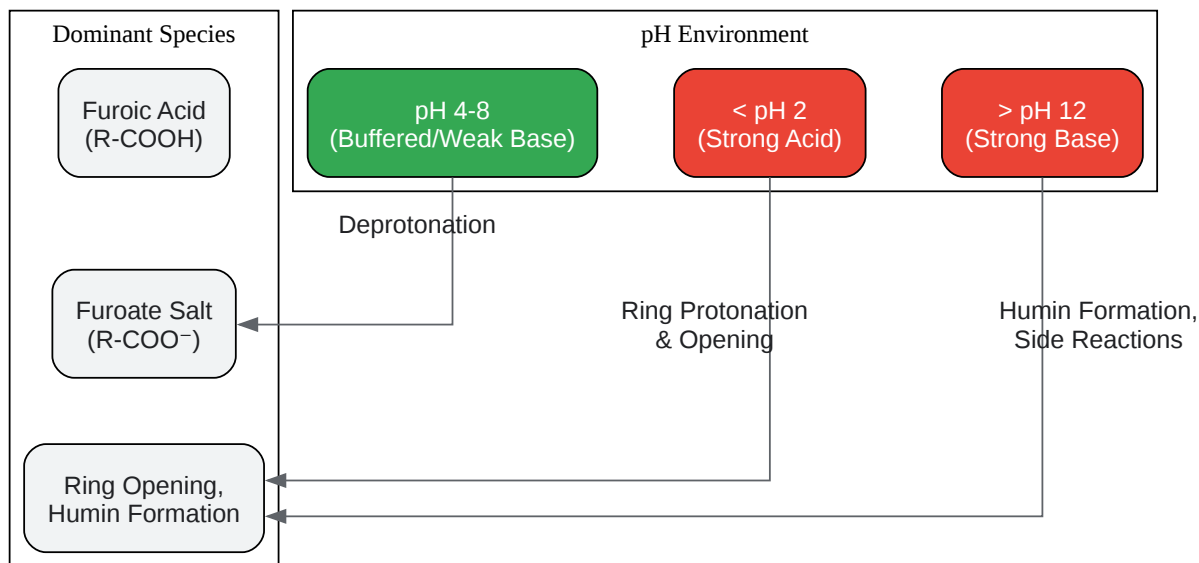 Dominant Species
pH Environment
Furoic Acid
(R-COOH)
pH 4-8
(Buffered/Weak Base)
< pH 2
(Strong Acid)
> pH 12
(Strong Base)
Deprotonation
Furoate Salt
(R-COO⁻)
Ring Protonation
& Opening
Humin Formation,
Side Reactions
Ring Opening,
Humin Formation